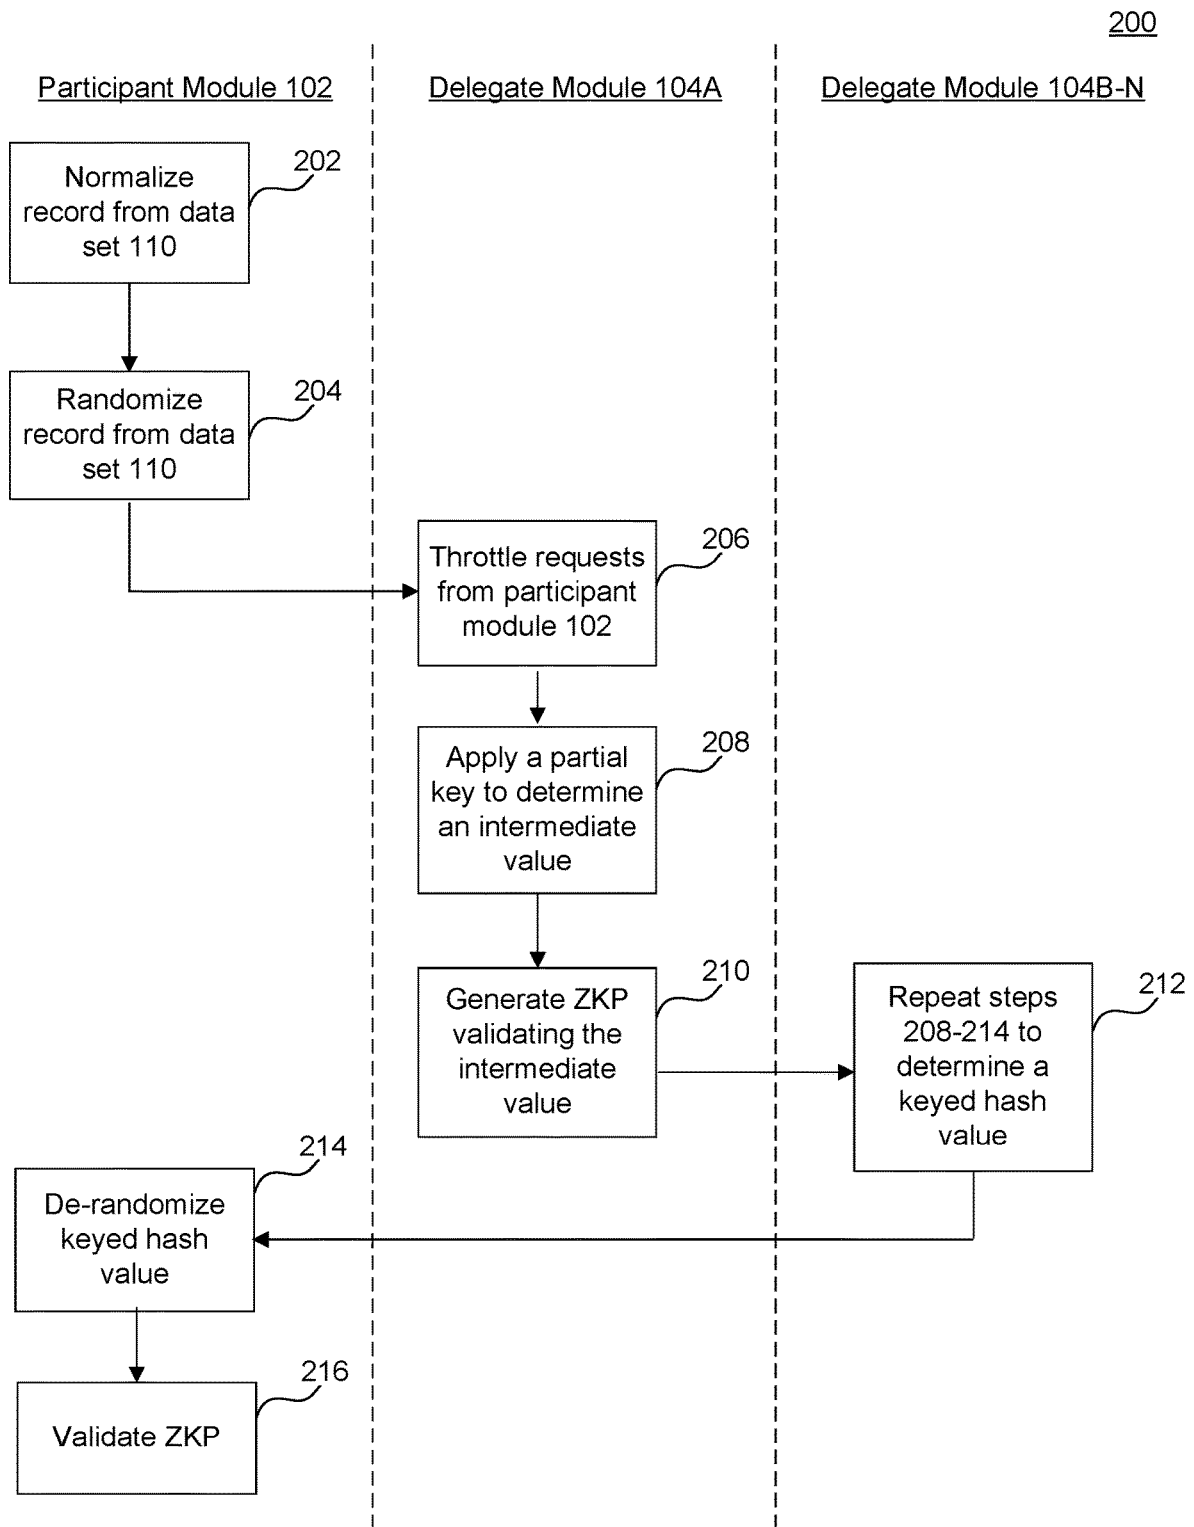 200
Participant Module 102
Delegate Module 104A
Delegate Module 104B-N
202
Normalize
record from data
set 110
204
Randomize
record from data
set 110
206
Throttle requests
from participant
module 102
208
Apply a partial
key to determine
an intermediate
value
210
Generate ZKP
validating the
intermediate
value
212
Repeat steps
208-214 to
determine a
keyed hash
value
214
De-randomize
keyed hash
value
216
Validate ZKP